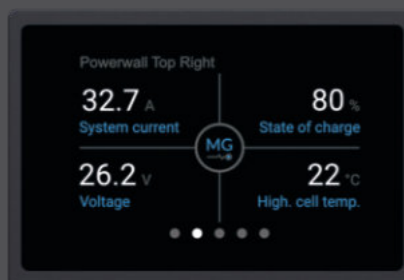 Powerwall Top Right
32.7 A
80 %
System current
State of charge
MG
26.2 V
22 °C
Voltage
High. cell temp.